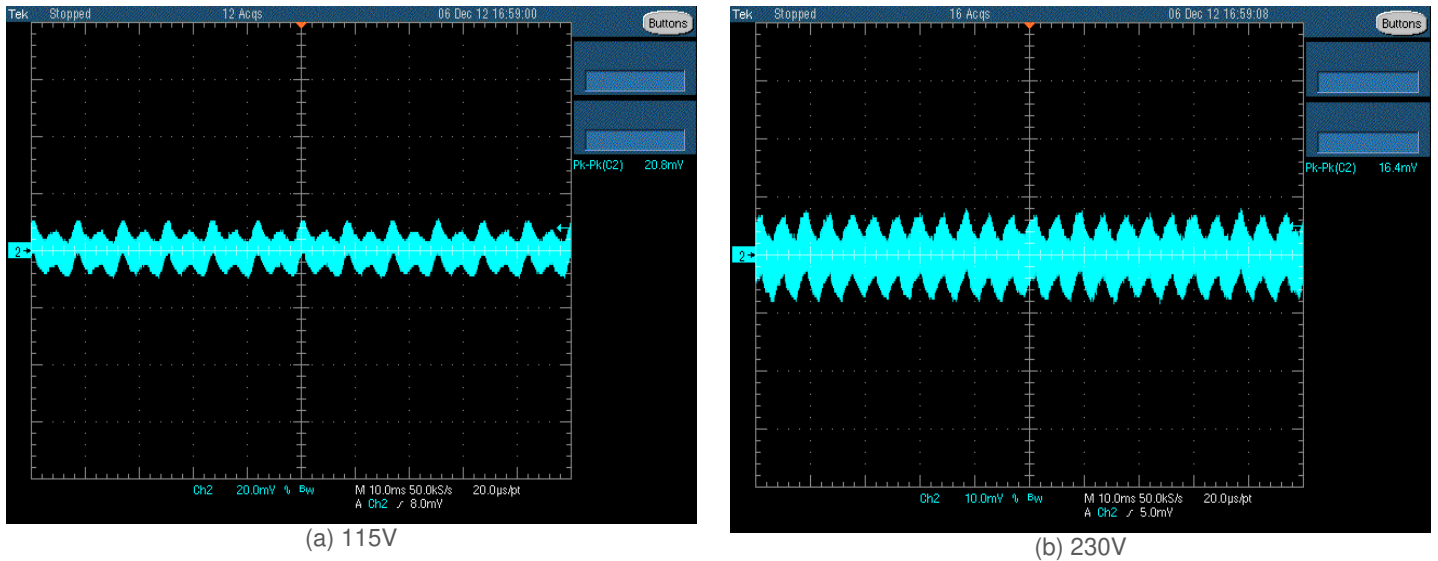 Tek Stopped 12 Acqs 06 Dec 12 16:59:00
Buttons
Pk-Pk(C2) 20.8mV
2
Ch2 20.0mV ∿ Bw M 10.0ms 50.0kS/s 20.0µs/pt
A Ch2 ƒ 8.0mV
(a) 115V
Tek Stopped 16 Acqs 06 Dec 12 16:59:08
Buttons
Pk-Pk(C2) 16.4mV
2
Ch2 10.0mV ∿ Bw M 10.0ms 50.0kS/s 20.0µs/pt
A Ch2 ƒ 5.0mV
(b) 230V